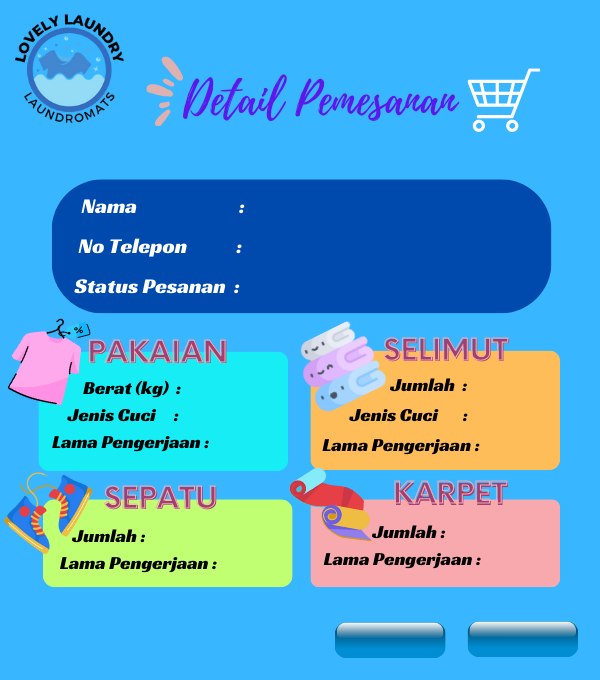 LOVELY LAUNDRY
LAUNDROMATS
Detail Pemesanan
Nama :
No Telepon :
Status Pesanan :
%
PAKAIAN
Berat (kg) :
Jenis Cuci :
Lama Pengerjaan :
SELIMUT
Jumlah :
Jenis Cuci :
Lama Pengerjaan :
SEPATU
Jumlah :
Lama Pengerjaan :
KARPET
Jumlah :
Lama Pengerjaan :